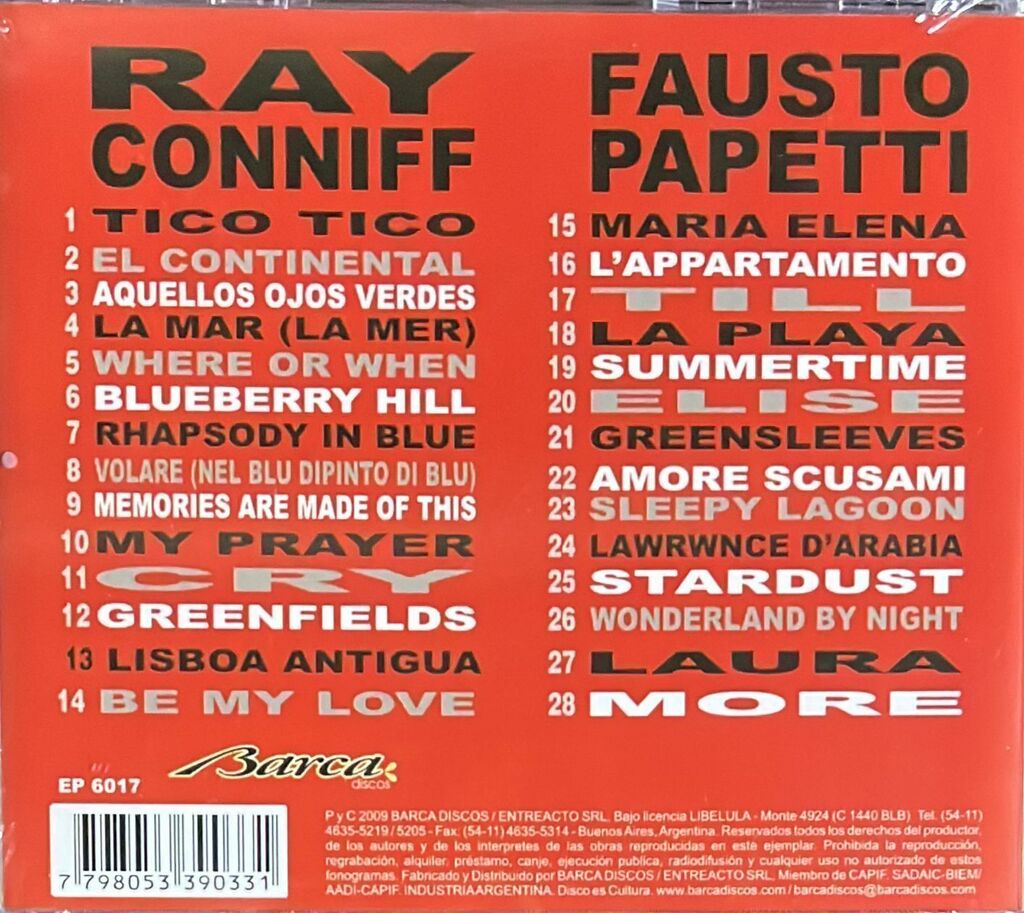 RAY
CONNIFF
1 TICO TICO
2 EL CONTINENTAL
3 AQUELLOS OJOS VERDES
4 LA MAR (LA MER)
5 WHERE OR WHEN
6 BLUEBERRY HILL
7 RHAPSODY IN BLUE
8 VOLARE (NEL BLU DIPINTO DI BLU)
9 MEMORIES ARE MADE OF THIS
10 MY PRAYER
11 CRY
12 GREENFIELDS
13 LISBOA ANTIGUA
14 BE MY LOVE
FAUSTO
PAPETTI
15 MARIA ELENA
16 L'APPARTAMENTO
17 TILL
18 LA PLAYA
19 SUMMERTIME
20 ELISE
21 GREENSLEEVES
22 AMORE SCUSAMI
23 SLEEPY LAGOON
24 LAWRWNCE D'ARABIA
25 STARDUST
26 WONDERLAND BY NIGHT
27 LAURA
28 MORE
Barca
discos
EP 6017
7 798053 390331
P y C 2009 BARCA DISCOS / ENTREACTO SRL, Bajo licencia LIBELULA - Monte 4924 (C 1440 BLB) Tel. (54-11)
4635-5219 / 5205 - Fax: (54-11) 4635-5314 - Buenos Aires, Argentina. Reservados todos los derechos del productor,
de los autores y de los interpretes de las obras reproducidas en esté ejemplar. Prohibida la reproducción,
regrabación, alquiler, préstamo, canje, ejecución publica, radiodifusión y cualquier uso no autorizado de estos
fonogramas. Fabricado y Distribuido por BARCA DISCOS / ENTREACTO SRL. Miembro de CAPIF. SADAIC-BIEM/
AADI-CAPIF. INDUSTRIA ARGENTINA. Disco es Cultura. www.barcadiscos.com / barcadiscos@barcadiscos.com